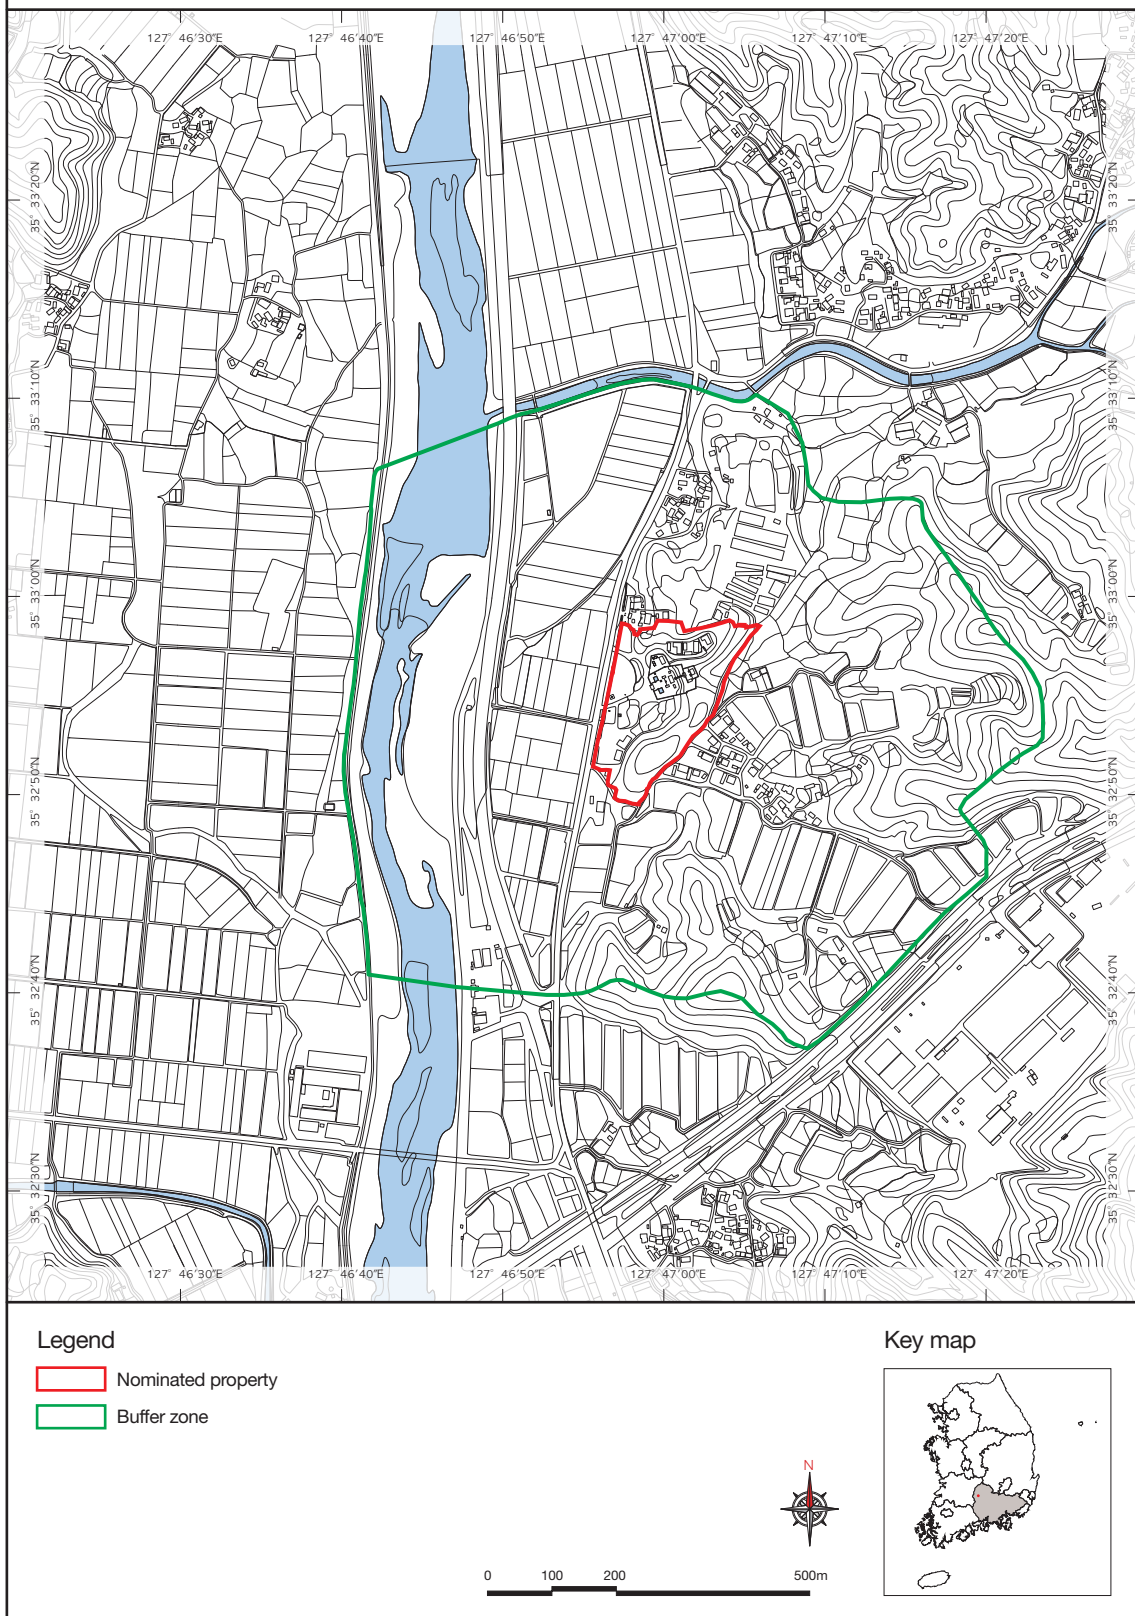 127° 46′30″E 127° 46′40″E 127° 46′50″E 127° 47′00″E 127° 47′10″E 127° 47′20″E
35° 33′20″N 35° 33′20″N
35° 33′10″N 35° 33′10″N
35° 33′00″N 35° 33′00″N
35° 32′50″N 35° 32′50″N
35° 32′40″N 35° 32′40″N
35° 32′30″N 35° 32′30″N
127° 46′30″E 127° 46′40″E 127° 46′50″E 127° 47′00″E 127° 47′10″E 127° 47′20″E
Legend
Nominated property
Buffer zone
Key map
N
0 100 200 500m